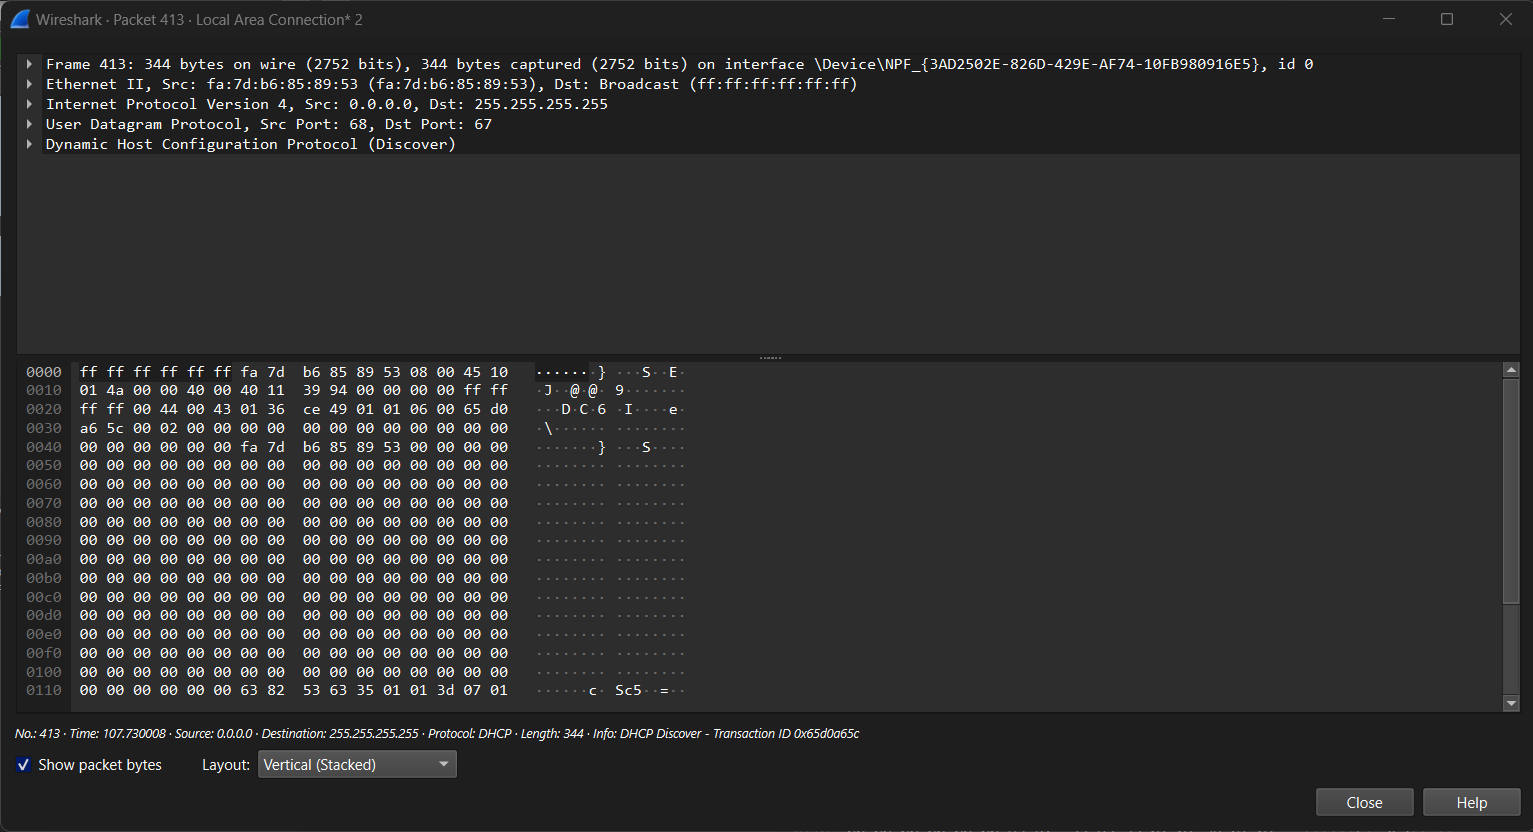 Wireshark · Packet 413 · Local Area Connection* 2
Frame 413: 344 bytes on wire (2752 bits), 344 bytes captured (2752 bits) on interface \Device\NPF_{3AD2502E-826D-429E-AF74-10FB980916E5}, id 0
Ethernet II, Src: fa:7d:b6:85:89:53 (fa:7d:b6:85:89:53), Dst: Broadcast (ff:ff:ff:ff:ff:ff)
Internet Protocol Version 4, Src: 0.0.0.0, Dst: 255.255.255.255
User Datagram Protocol, Src Port: 68, Dst Port: 67
Dynamic Host Configuration Protocol (Discover)
0000 ff ff ff ff ff ff fa 7d b6 85 89 53 08 00 45 10 ·······} ···S··E·
0010 01 4a 00 00 40 00 40 11 39 94 00 00 00 00 ff ff ·J··@·@· 9·······
0020 ff ff 00 44 00 43 01 36 ce 49 01 01 06 00 65 d0 ···D·C·6 ·I····e·
0030 a6 5c 00 02 00 00 00 00 00 00 00 00 00 00 00 00 ·\······ ········
0040 00 00 00 00 00 00 fa 7d b6 85 89 53 00 00 00 00 ·······} ···S····
0050 00 00 00 00 00 00 00 00 00 00 00 00 00 00 00 00 ········ ········
0060 00 00 00 00 00 00 00 00 00 00 00 00 00 00 00 00 ········ ········
0070 00 00 00 00 00 00 00 00 00 00 00 00 00 00 00 00 ········ ········
0080 00 00 00 00 00 00 00 00 00 00 00 00 00 00 00 00 ········ ········
0090 00 00 00 00 00 00 00 00 00 00 00 00 00 00 00 00 ········ ········
00a0 00 00 00 00 00 00 00 00 00 00 00 00 00 00 00 00 ········ ········
00b0 00 00 00 00 00 00 00 00 00 00 00 00 00 00 00 00 ········ ········
00c0 00 00 00 00 00 00 00 00 00 00 00 00 00 00 00 00 ········ ········
00d0 00 00 00 00 00 00 00 00 00 00 00 00 00 00 00 00 ········ ········
00e0 00 00 00 00 00 00 00 00 00 00 00 00 00 00 00 00 ········ ········
00f0 00 00 00 00 00 00 00 00 00 00 00 00 00 00 00 00 ········ ········
0100 00 00 00 00 00 00 00 00 00 00 00 00 00 00 00 00 ········ ········
0110 00 00 00 00 00 00 63 82 53 63 35 01 01 3d 07 01 ······c· Sc5··=··
No.: 413 · Time: 107.730008 · Source: 0.0.0.0 · Destination: 255.255.255.255 · Protocol: DHCP · Length: 344 · Info: DHCP Discover - Transaction ID 0x65d0a65c
Show packet bytes Layout: Vertical (Stacked)
Close Help